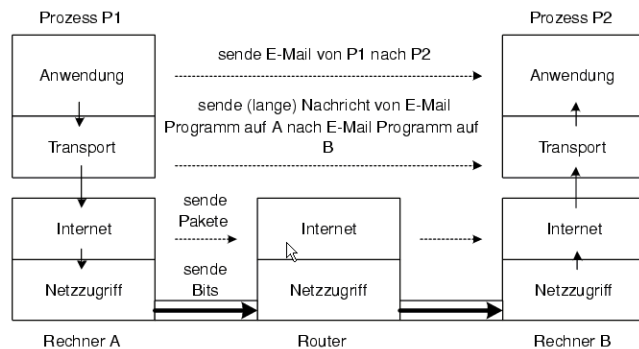 Prozess P1
Prozess P2
Anwendung
sende E-Mail von P1 nach P2
Anwendung
sende (lange) Nachricht von E-Mail
Programm auf A nach E-Mail Programm auf
B
Transport
Transport
Internet
sende
Pakete
Internet
Internet
Netzzugriff
sende
Bits
Netzzugriff
Netzzugriff
Rechner A
Router
Rechner B